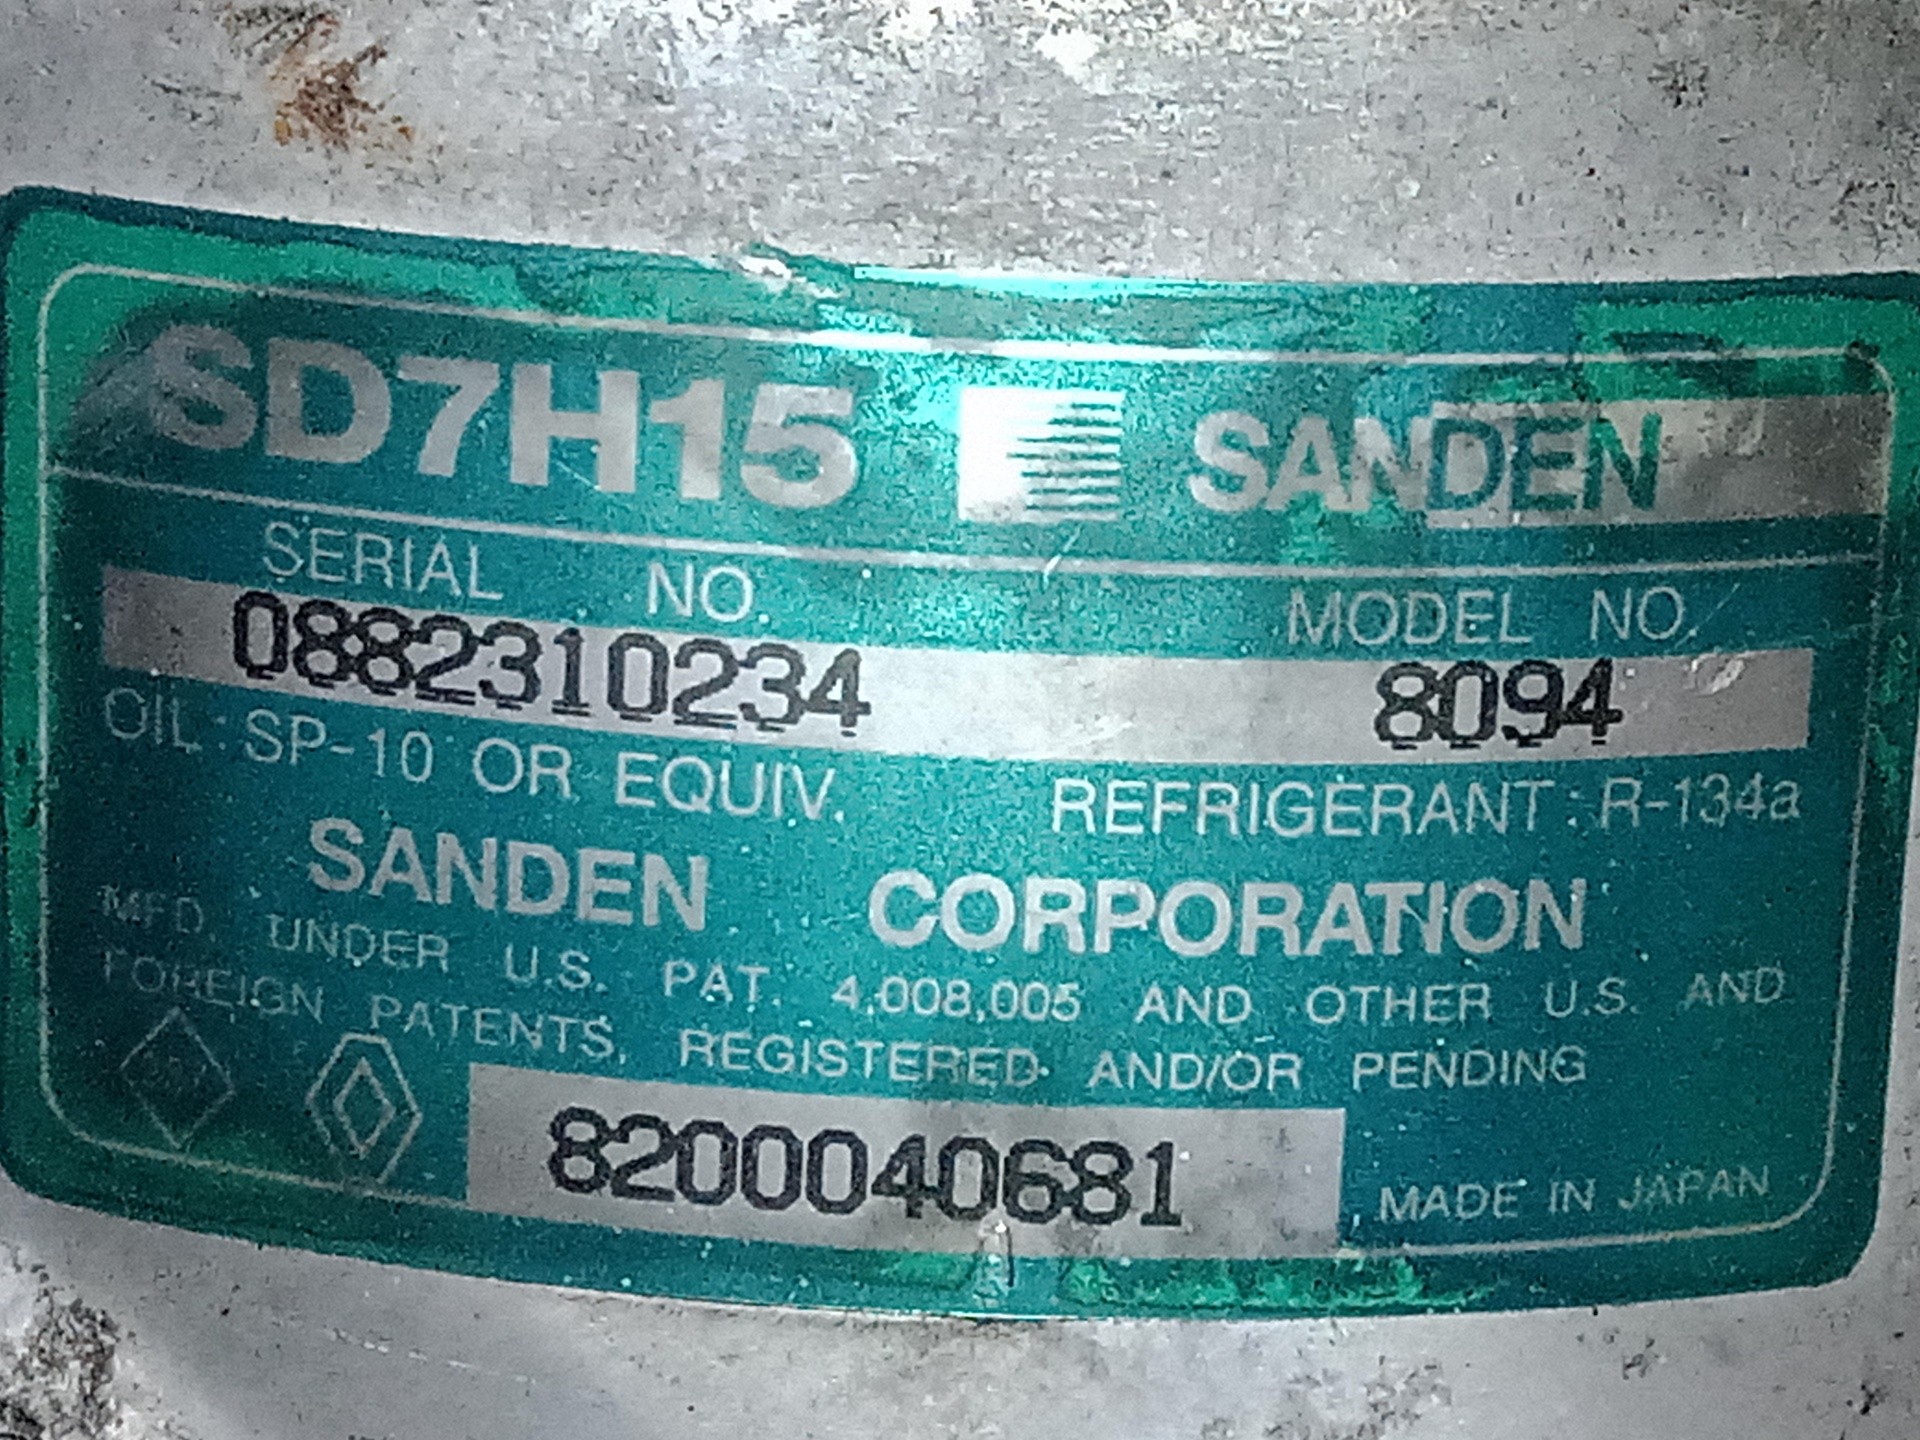 SD7H15 SANDEN
SERIAL NO. MODEL NO.
0882310234 8094
OIL: SP-10 OR EQUIV. REFRIGERANT: R-134a
SANDEN CORPORATION
MFD. UNDER U.S. PAT. 4,008,005 AND OTHER U.S. AND
FOREIGN PATENTS, REGISTERED AND/OR PENDING
8200040681 MADE IN JAPAN